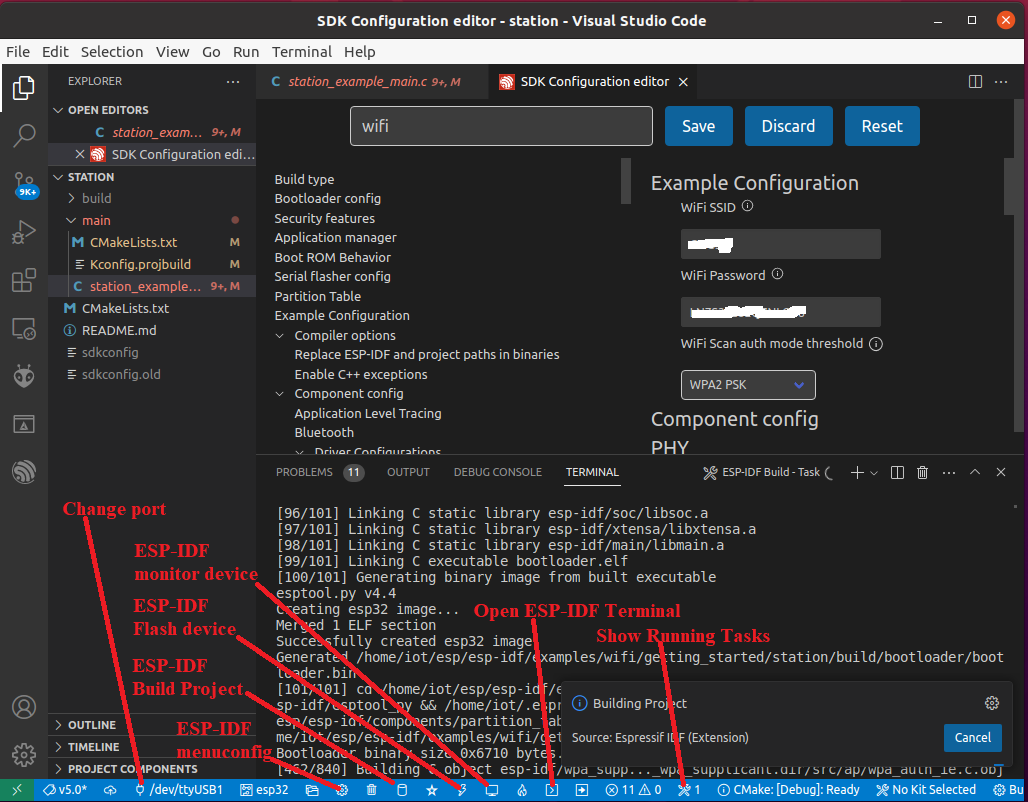 SDK Configuration editor - station - Visual Studio Code
File Edit Selection View Go Run Terminal Help
EXPLORER
OPEN EDITORS
station_exam... 9+, M
SDK Configuration edi...
STATION
build
main
CMakeLists.txt M
Kconfig.projbuild M
C station_example... 9+, M
CMakeLists.txt
README.md
sdkconfig
sdkconfig.old
OUTLINE
TIMELINE
PROJECT COMPONENTS
9K+
C station_example_main.c 9+, M
SDK Configuration editor
wifi
Save
Discard
Reset
Build type
Bootloader config
Security features
Application manager
Boot ROM Behavior
Serial flasher config
Partition Table
Example Configuration
Compiler options
Replace ESP-IDF and project paths in binaries
Enable C++ exceptions
Component config
Application Level Tracing
Bluetooth
Driver Configurations
Example Configuration
WiFi SSID
WiFi Password
WiFi Scan auth mode threshold
WPA2 PSK
Component config
PHY
PROBLEMS 11 OUTPUT DEBUG CONSOLE TERMINAL
ESP-IDF Build - Task
[96/101] Linking C static library esp-idf/soc/libsoc.a
[97/101] Linking C static library esp-idf/xtensa/libxtensa.a
[98/101] Linking C static library esp-idf/main/libmain.a
[99/101] Linking C executable bootloader.elf
[100/101] Generating binary image from built executable
esptool.py v4.4
Creating esp32 image...
Merged 1 ELF section
Successfully created esp32 image
Generated /home/iot/esp/esp-idf/examples/wifi/getting_started/station/build/bootloader/boot
loader.bin
[101/101] cd /home/iot/esp/esp-idf/e
sp-idf/esptool_py && /home/iot/.espr
esp/esp-idf/components/partition_tab
me/iot/esp/esp-idf/examples/wifi/get
Bootloader binary size 0x6710 bytes.
[462/840] Building C object esp-idf/wpa_supp..._wpa_supplicant.dir/src/ap/wpa_auth_ie.c.obj
Building Project
Source: Espressif IDF (Extension)
Cancel
Change port
ESP-IDF
monitor device
ESP-IDF
Flash device
ESP-IDF
Build Project
ESP-IDF
menuconfig
Open ESP-IDF Terminal
Show Running Tasks
v5.0* /dev/ttyUSB1 esp32 11 0 1 CMake: [Debug]: Ready No Kit Selected Bu